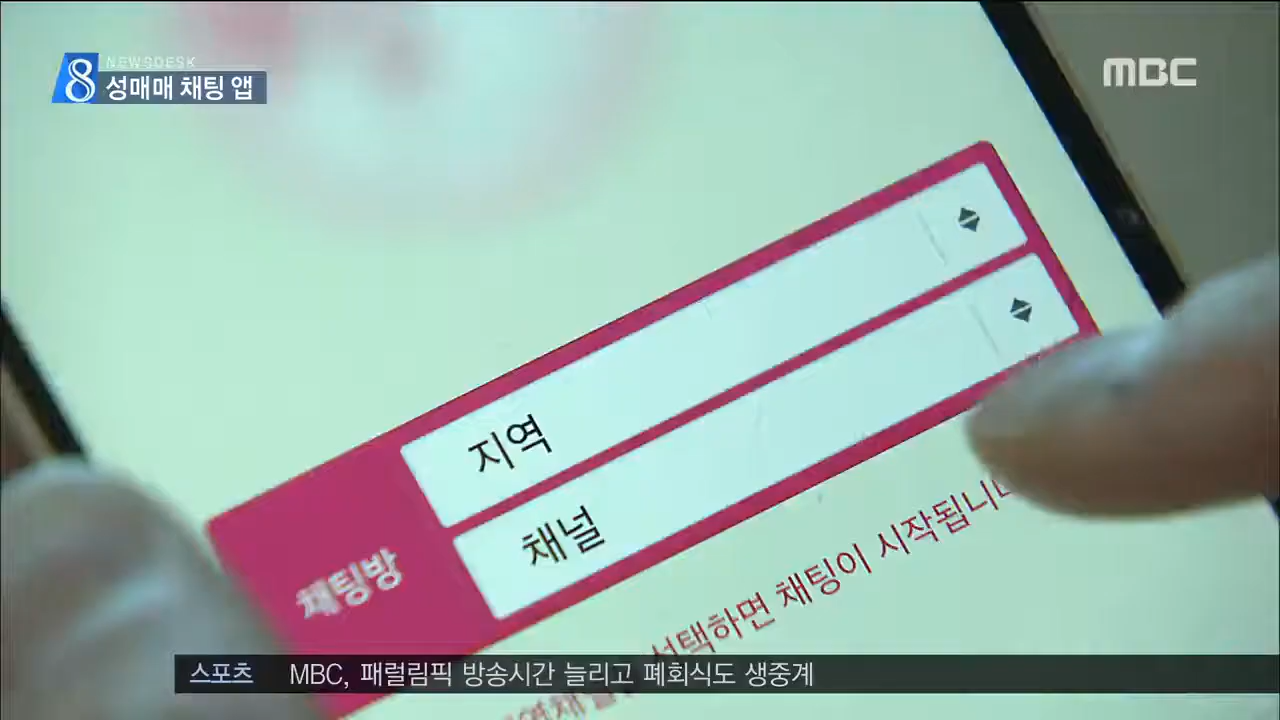 NEWSDESK
8 성매매 채팅 앱
MBC
지역
채널
채팅방
선택하면 채팅이 시작됩니
스포츠 MBC, 패럴림픽 방송시간 늘리고 폐회식도 생중계